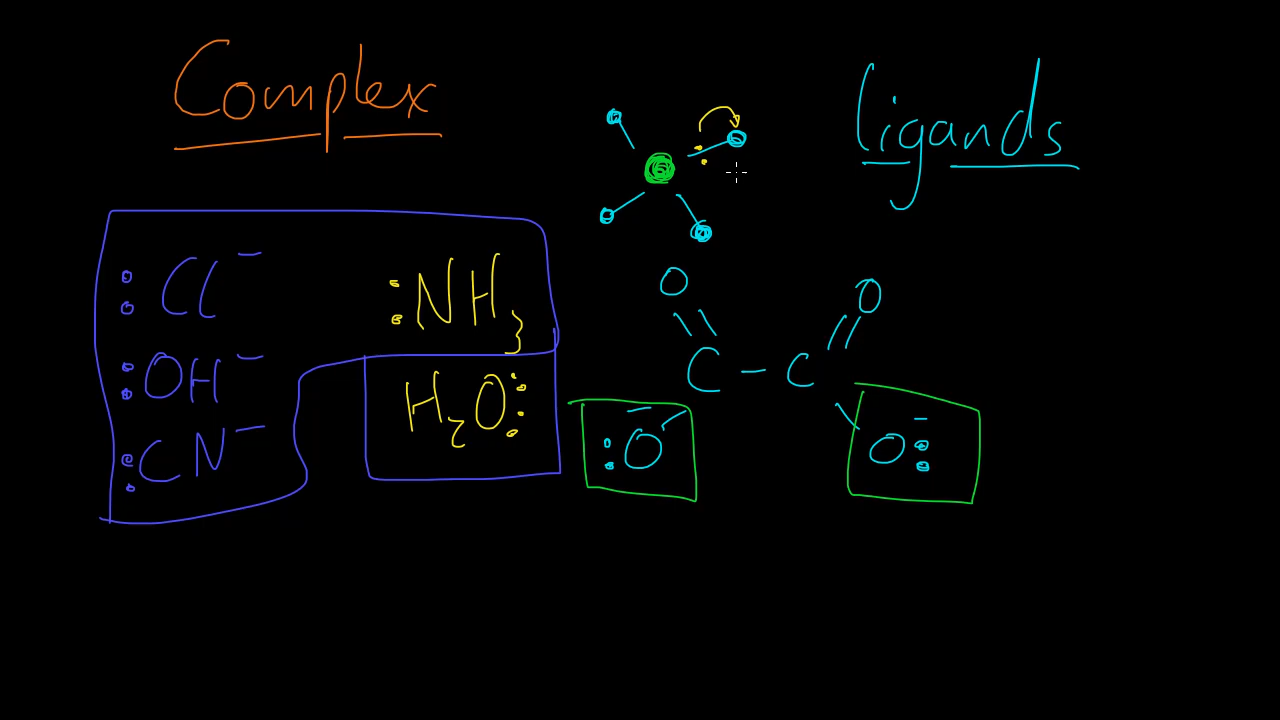 Complex
Ligands
:Cl⁻
:NH₃
:OH⁻
H₂O:
:CN⁻
O O
C - C
:O⁻ O⁻: